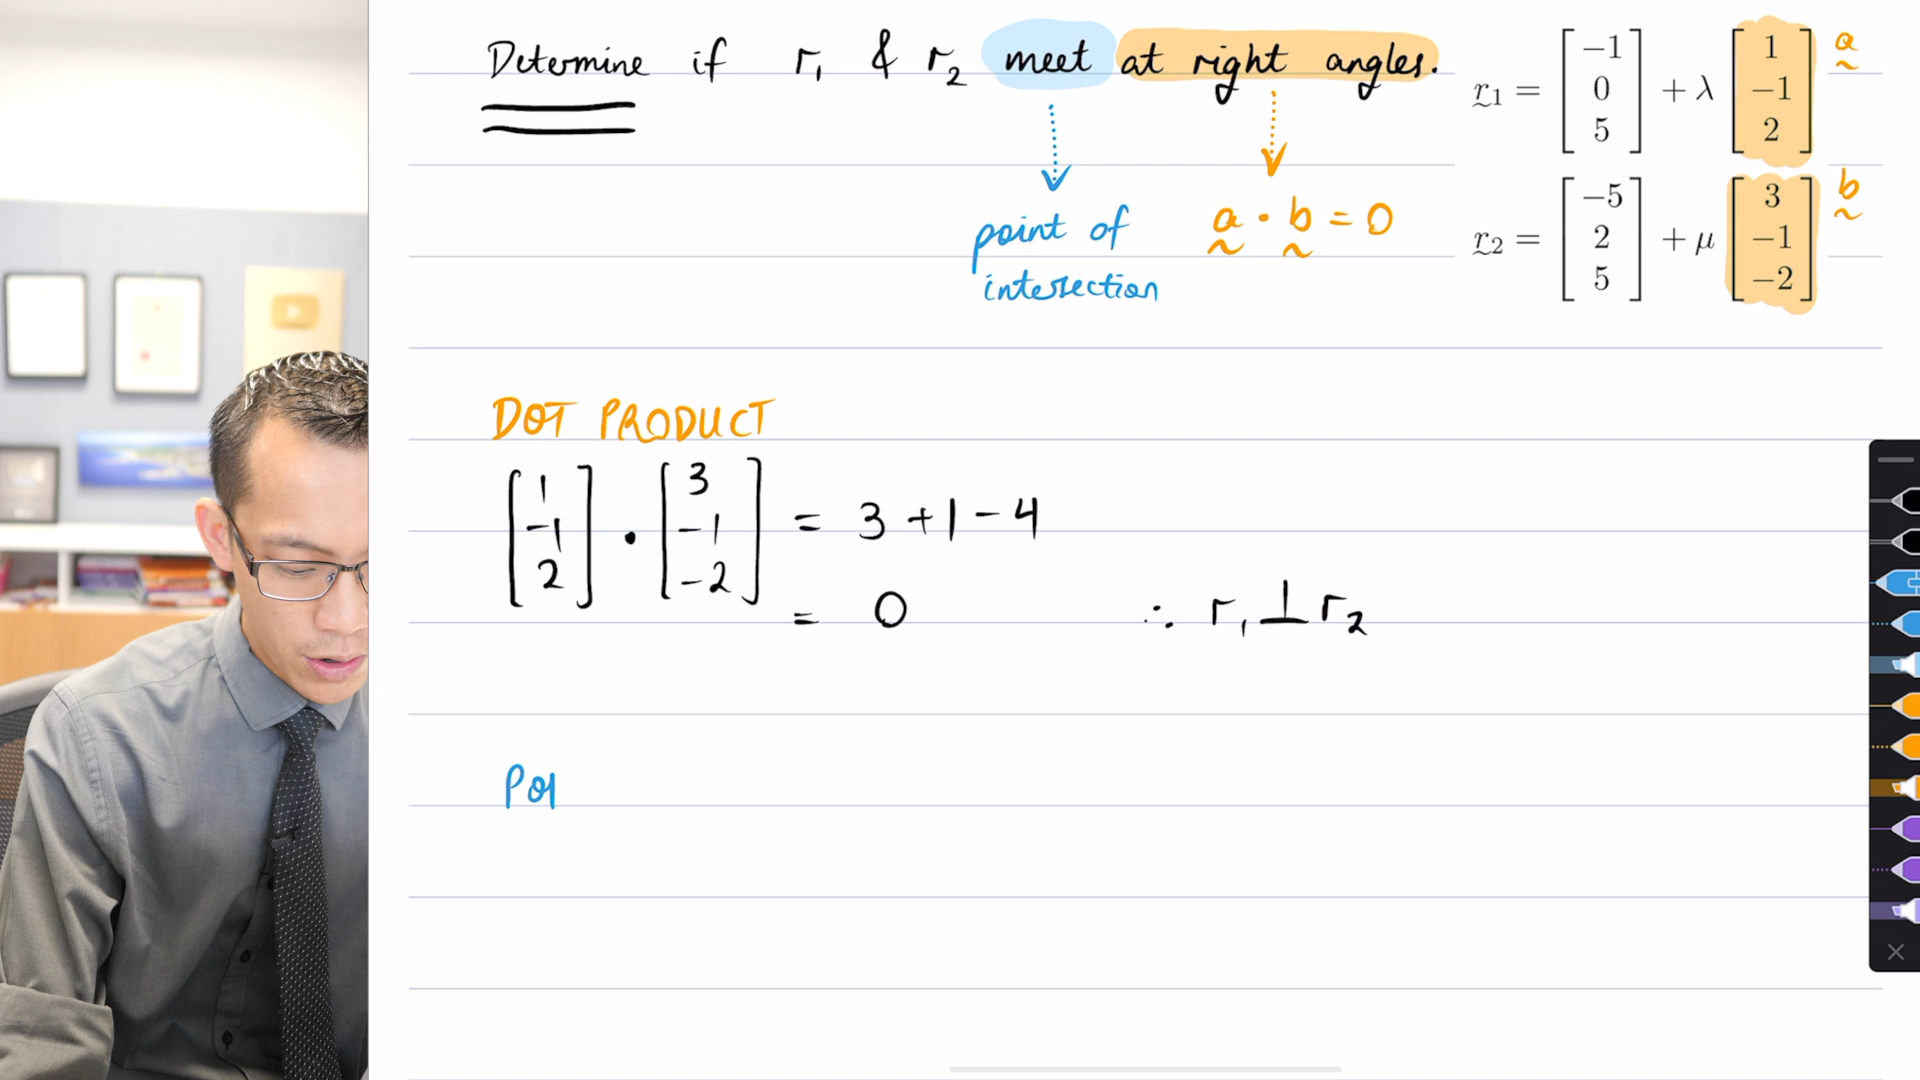 Determine if r₁ & r₂ meet at right angles.
point of
intersection
a · b = 0
r1 = [-1 0 5] + λ [1 -1 2] a
r2 = [-5 2 5] + μ [3 -1 -2] b
DOT PRODUCT
[1 -1 2] · [3 -1 -2] = 3 + 1 - 4
= 0 ∴ r₁ ⊥ r₂
POI